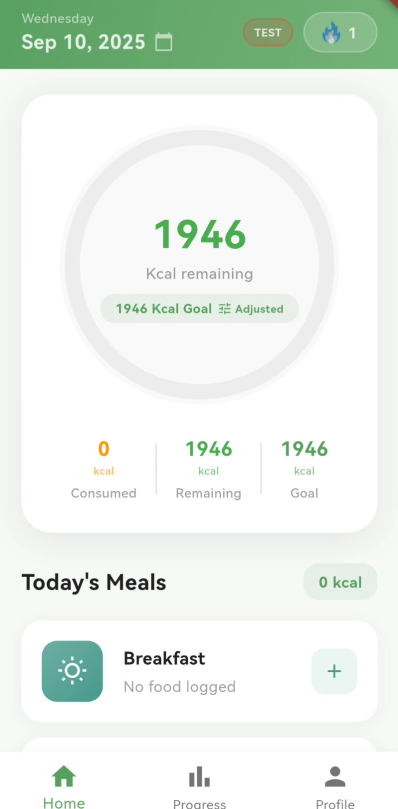 Wednesday
Sep 10, 2025
TEST
1
1946
Kcal remaining
1946 Kcal Goal Adjusted
0 1946 1946
kcal kcal kcal
Consumed Remaining Goal
Today's Meals 0 kcal
Breakfast
No food logged
Home Progress Profile